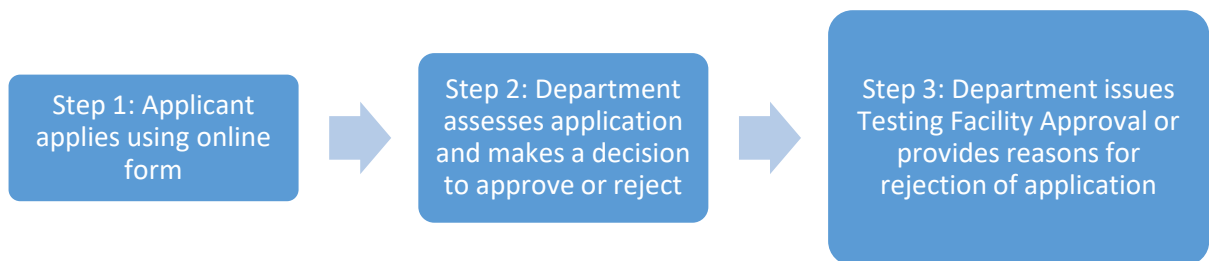 Step 1: Applicant
applies using online
form
Step 2: Department
assesses application
and makes a decision
to approve or reject
Step 3: Department issues
Testing Facility Approval or
provides reasons for
rejection of application